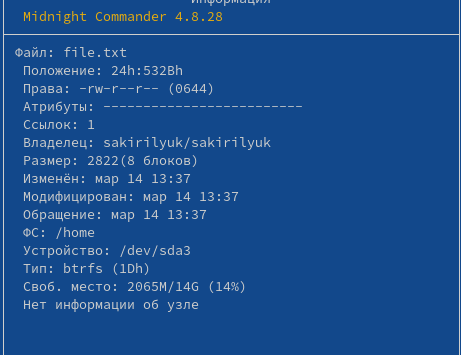 Информация
Midnight Commander 4.8.28
Файл: file.txt
Положение: 24h:532Bh
Права: -rw-r--r-- (0644)
Атрибуты: -------------------------
Ссылок: 1
Владелец: sakirilyuk/sakirilyuk
Размер: 2822(8 блоков)
Изменён: мар 14 13:37
Модифицирован: мар 14 13:37
Обращение: мар 14 13:37
ФС: /home
Устройство: /dev/sda3
Тип: btrfs (1Dh)
Своб. место: 2065M/14G (14%)
Нет информации об узле